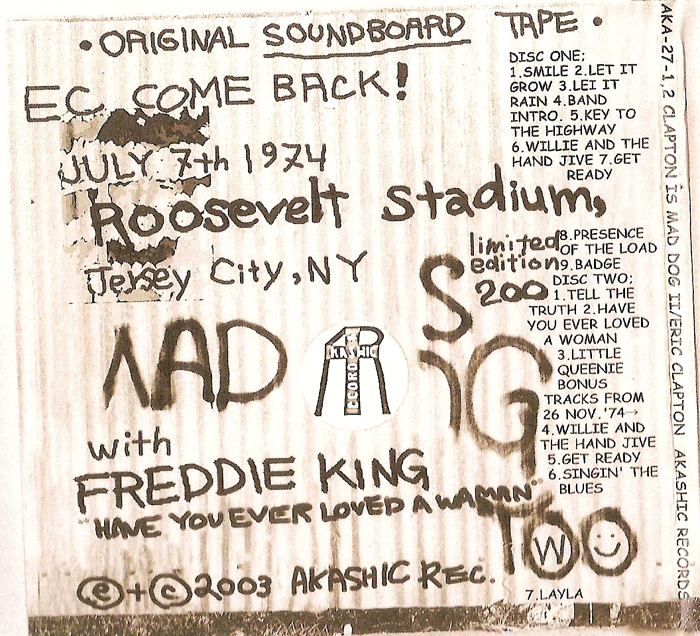 • ORIGINAL SOUNDBOARD TAPE •
EC COME BACK!
JULY 7th 1974
Roosevelt Stadium,
Jersey City, NY
limited
edition
200
MAD
AKASHIC
RECORD
S
with
FREDDIE KING
"HAVE YOU EVER LOVED A WAMAN"
TWO
W
℗+©2003 AKASHIC REC.
DISC ONE;
1.SMILE 2.LET IT
GROW 3.LEI IT
RAIN 4.BAND
INTRO. 5.KEY TO
THE HIGHWAY
6.WILLIE AND THE
HAND JIVE 7.GET
READY
8.PRESENCE
OF THE LOAD
9.BADGE
DISC TWO;
1.TELL THE
TRUTH 2.HAVE
YOU EVER LOVED
A WOMAN
3.LITTLE
QUEENIE
BONUS
TRACKS FROM
26 NOV.'74→
4.WILLIE AND
THE HAND JIVE
5.GET READY
6.SINGIN' THE
BLUES
7.LAYLA
AKA-27-1,2 CLAPTON IS MAD DOG II/ERIC CLAPTON AKASHIC RECORDS